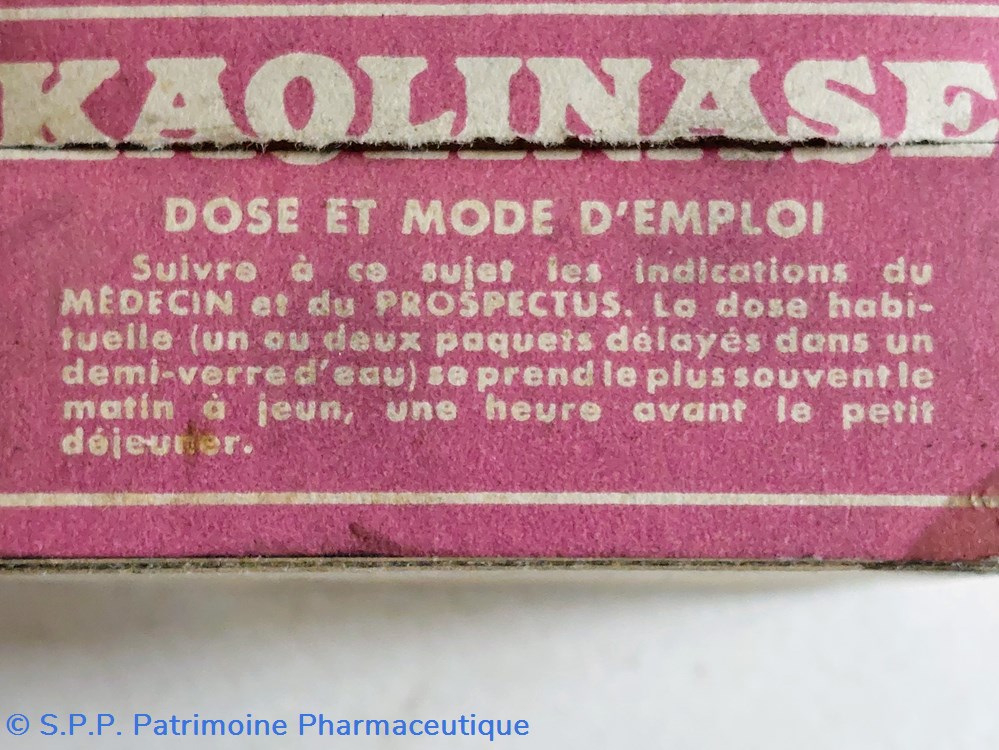 KAOLINASE
DOSE ET MODE D'EMPLOI
Suivre à ce sujet les indications du
MÉDECIN et du PROSPECTUS. La dose habi-
tuelle (un ou deux paquets délayés dans un
demi-verre d'eau) se prend le plus souvent le
matin à jeun, une heure avant le petit
déjeuner.
© S.P.P. Patrimoine Pharmaceutique